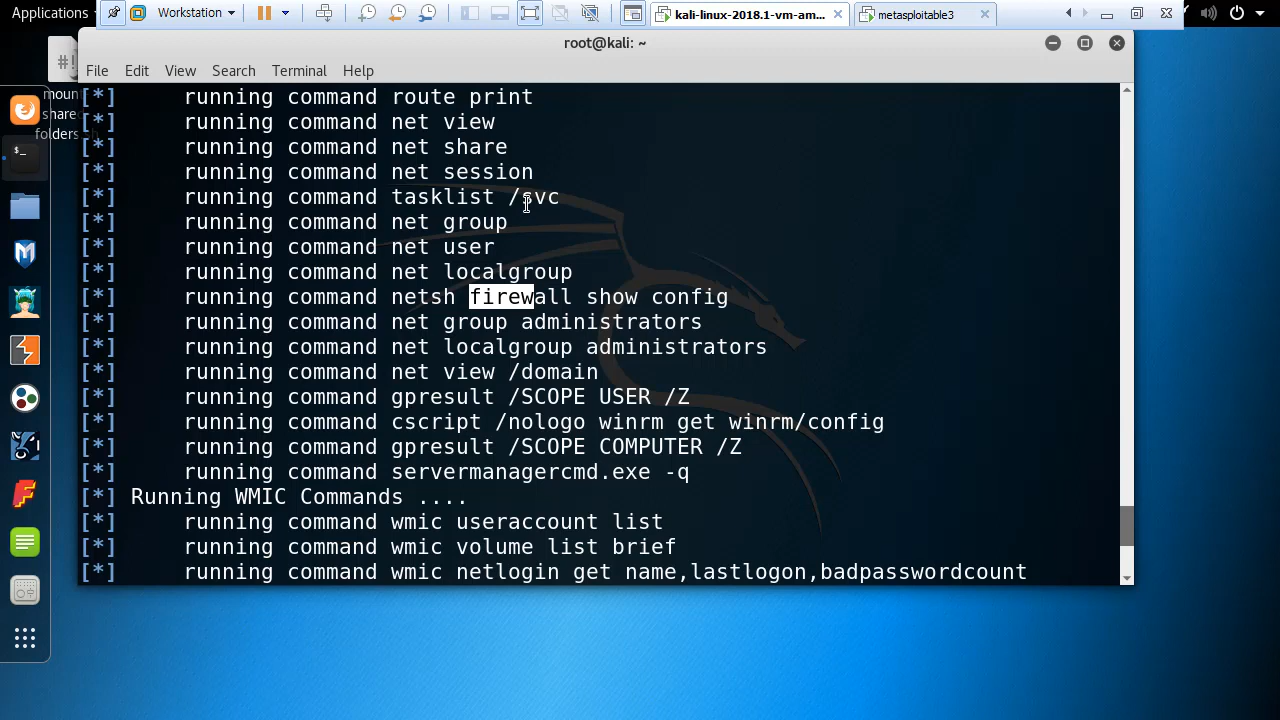 Applications
Workstation
kali-linux-2018.1-vm-am...
metasploitable3
root@kali: ~
File Edit View Search Terminal Help
#!
moun
shared
folders.sh
[*] running command route print
[*] running command net view
[*] running command net share
[*] running command net session
[*] running command tasklist /svc
[*] running command net group
[*] running command net user
[*] running command net localgroup
[*] running command netsh firewall show config
[*] running command net group administrators
[*] running command net localgroup administrators
[*] running command net view /domain
[*] running command gpresult /SCOPE USER /Z
[*] running command cscript /nologo winrm get winrm/config
[*] running command gpresult /SCOPE COMPUTER /Z
[*] running command servermanagercmd.exe -q
[*] Running WMIC Commands ....
[*] running command wmic useraccount list
[*] running command wmic volume list brief
[*] running command wmic netlogin get name,lastlogon,badpasswordcount